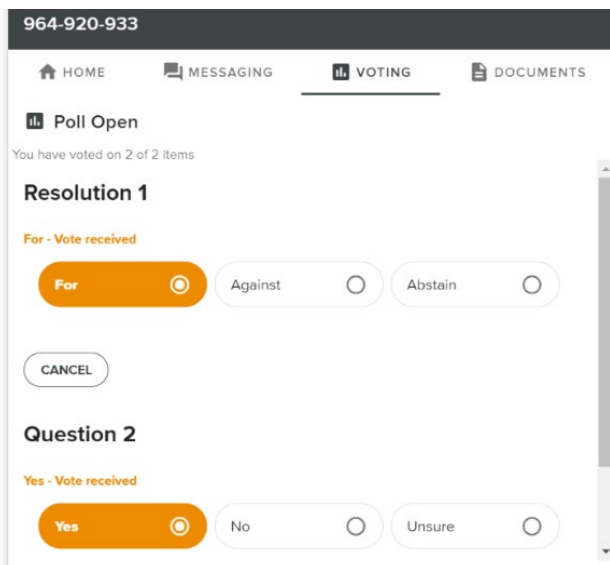 964-920-933
HOME MESSAGING VOTING DOCUMENTS
Poll Open
You have voted on 2 of 2 items
Resolution 1
For - Vote received
For Against Abstain
CANCEL
Question 2
Yes - Vote received
Yes No Unsure